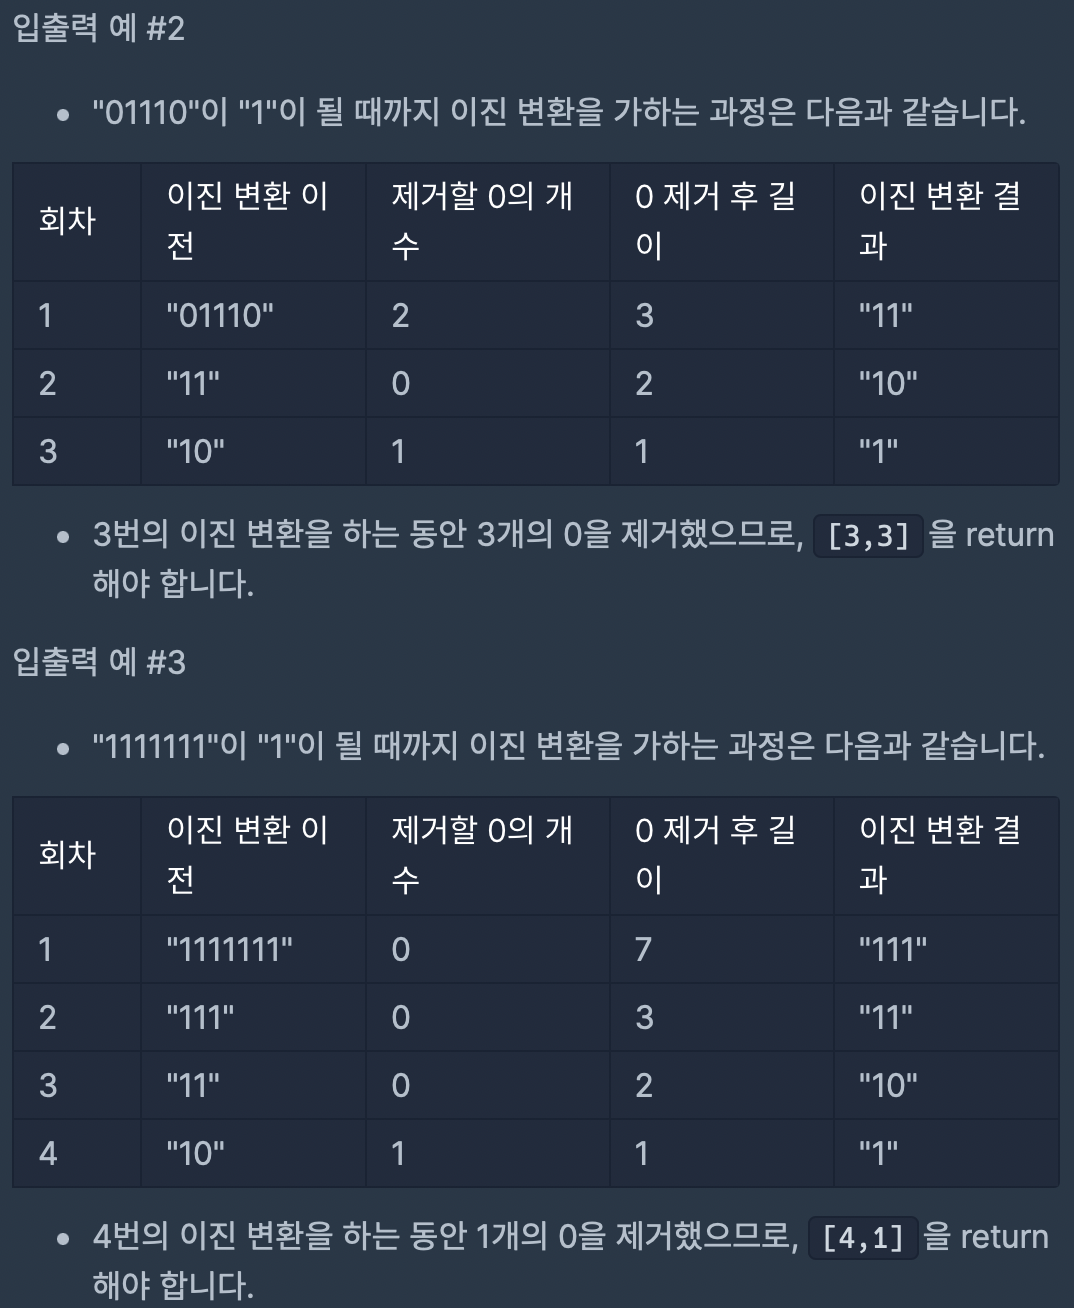 입출력 예 #2
• "01110"이 "1"이 될 때까지 이진 변환을 가하는 과정은 다음과 같습니다.
회차 이진 변환 이전 제거할 0의 개수 0 제거 후 길이 이진 변환 결과
1 "01110" 2 3 "11"
2 "11" 0 2 "10"
3 "10" 1 1 "1"
• 3번의 이진 변환을 하는 동안 3개의 0을 제거했으므로, [3,3] 을 return
해야 합니다.
입출력 예 #3
• "1111111"이 "1"이 될 때까지 이진 변환을 가하는 과정은 다음과 같습니다.
회차 이진 변환 이전 제거할 0의 개수 0 제거 후 길이 이진 변환 결과
1 "1111111" 0 7 "111"
2 "111" 0 3 "11"
3 "11" 0 2 "10"
4 "10" 1 1 "1"
• 4번의 이진 변환을 하는 동안 1개의 0을 제거했으므로, [4,1] 을 return
해야 합니다.